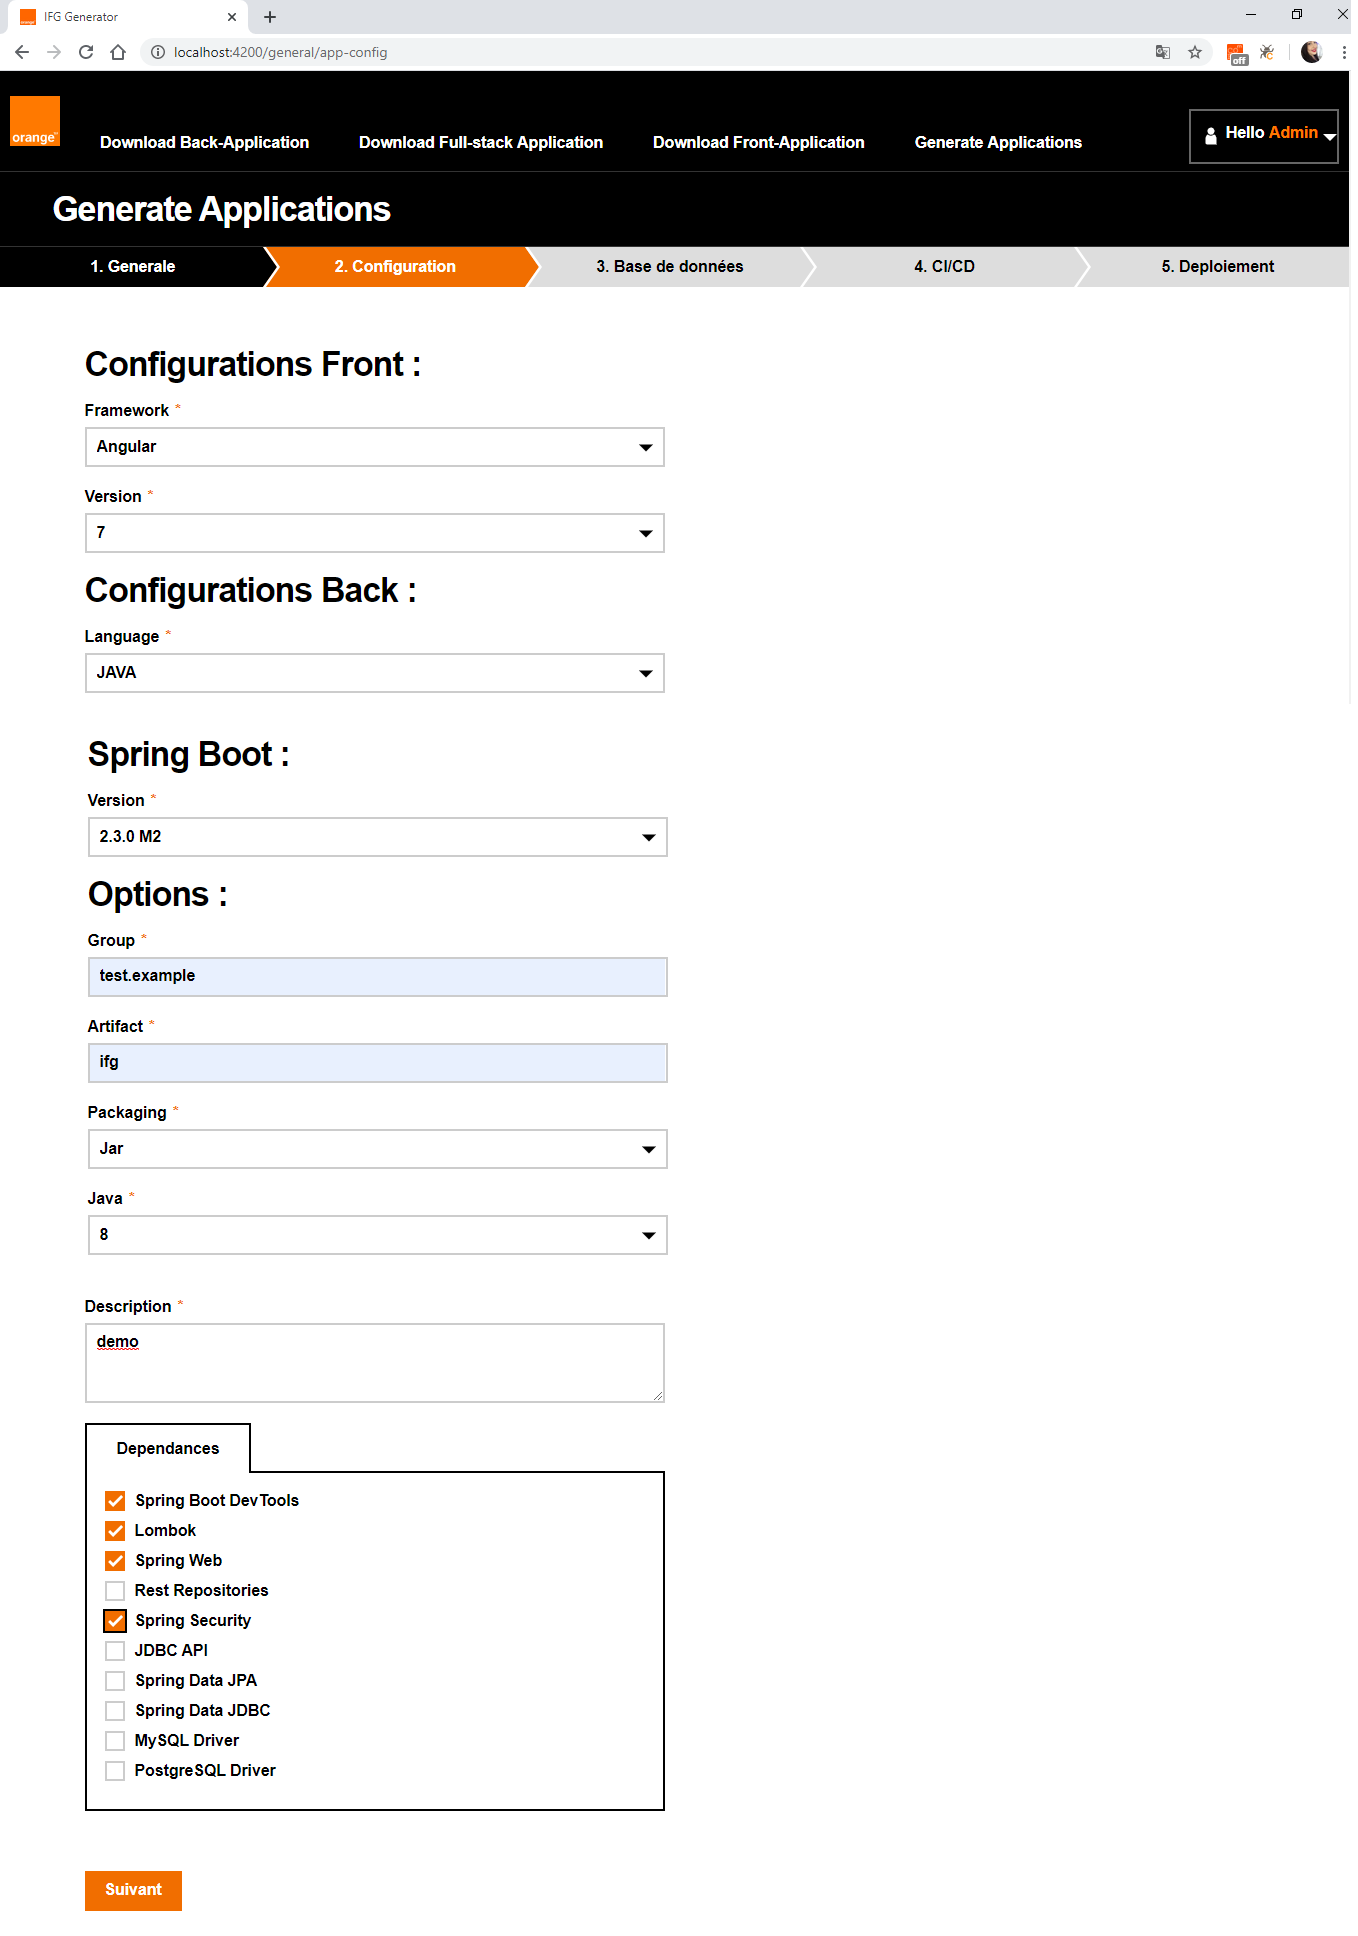 IFG Generator
localhost:4200/general/app-config
off
orange™
Download Back-Application
Download Full-stack Application
Download Front-Application
Generate Applications
Hello Admin
Generate Applications
1. Generale
2. Configuration
3. Base de données
4. CI/CD
5. Deploiement
Configurations Front :
Framework *
Angular
Version *
7
Configurations Back :
Language *
JAVA
Spring Boot :
Version *
2.3.0 M2
Options :
Group *
test.example
Artifact *
ifg
Packaging *
Jar
Java *
8
Description *
demo
Dependances
Spring Boot DevTools
Lombok
Spring Web
Rest Repositories
Spring Security
JDBC API
Spring Data JPA
Spring Data JDBC
MySQL Driver
PostgreSQL Driver
Suivant